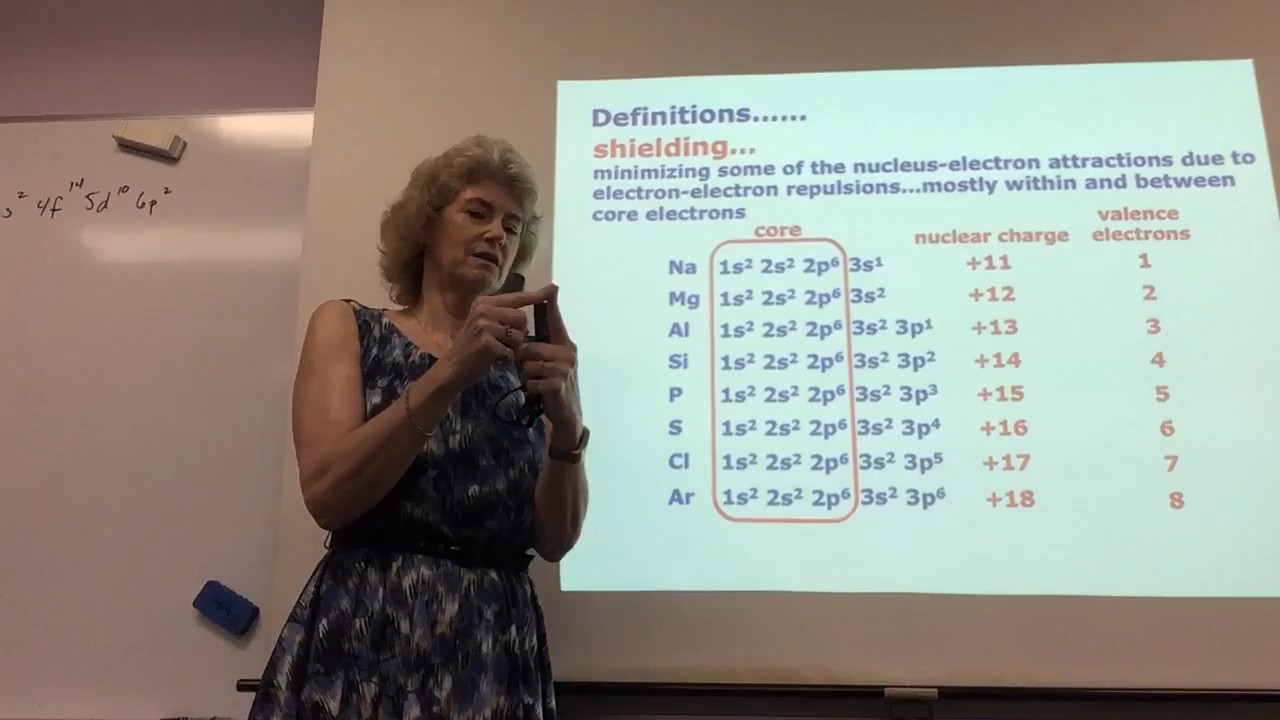 s² 4f¹⁴ 5d¹⁰ 6p²
Definitions......
shielding...
minimizing some of the nucleus-electron attractions due to
electron-electron repulsions...mostly within and between
core electrons
core nuclear charge valence electrons
Na 1s² 2s² 2p⁶ 3s¹ +11 1
Mg 1s² 2s² 2p⁶ 3s² +12 2
Al 1s² 2s² 2p⁶ 3s² 3p¹ +13 3
Si 1s² 2s² 2p⁶ 3s² 3p² +14 4
P 1s² 2s² 2p⁶ 3s² 3p³ +15 5
S 1s² 2s² 2p⁶ 3s² 3p⁴ +16 6
Cl 1s² 2s² 2p⁶ 3s² 3p⁵ +17 7
Ar 1s² 2s² 2p⁶ 3s² 3p⁶ +18 8